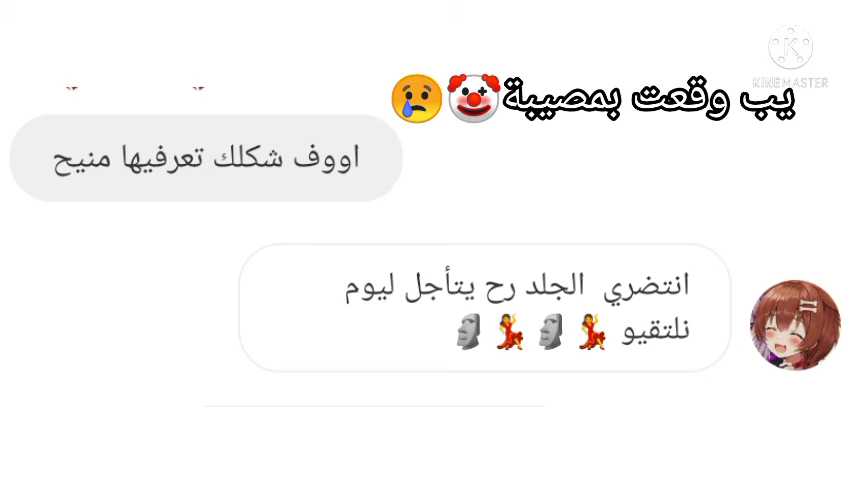 يب وقعت بمصيبة🤡😢
KINEMASTER
اووف شكلك تعرفيها منيح
انتضري الجلد رح يتأجل ليوم
نلتقيو 💃🗿💃🗿